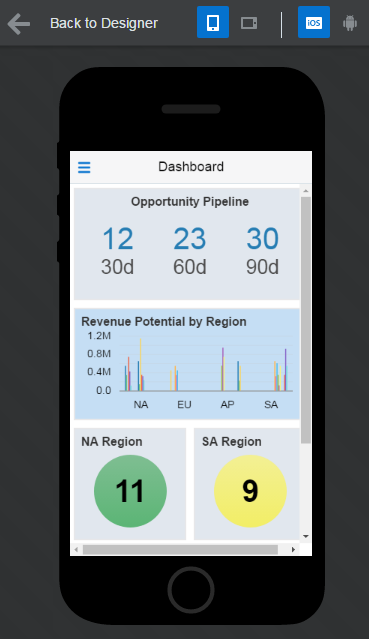 Back to Designer
iOS
Dashboard
Opportunity Pipeline
12 23 30
30d 60d 90d
Revenue Potential by Region
1.2M
0.8M
0.4M
0.0
NA EU AP SA
NA Region SA Region
11 9